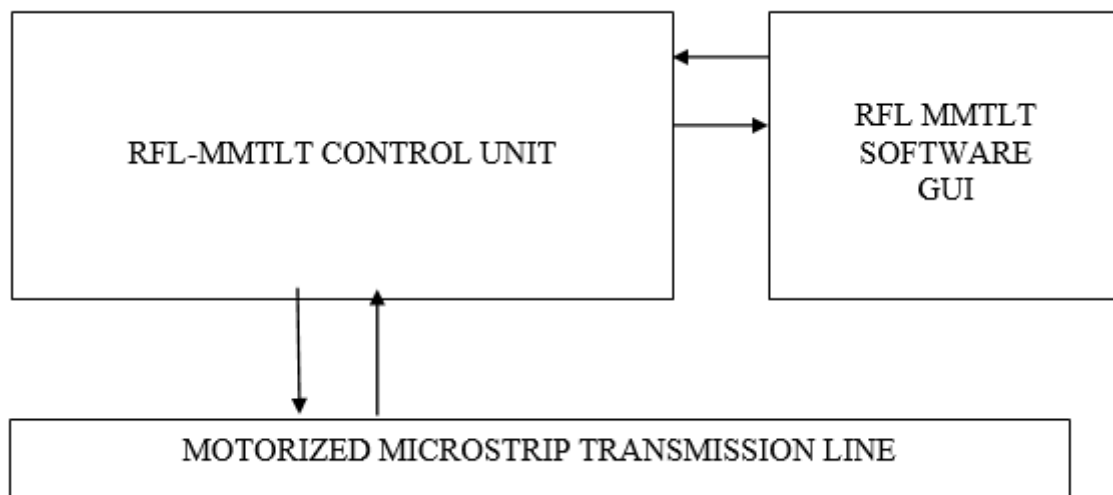 RFL-MMTLT CONTROL UNIT
RFL MMTLT
SOFTWARE
GUI
MOTORIZED MICROSTRIP TRANSMISSION LINE